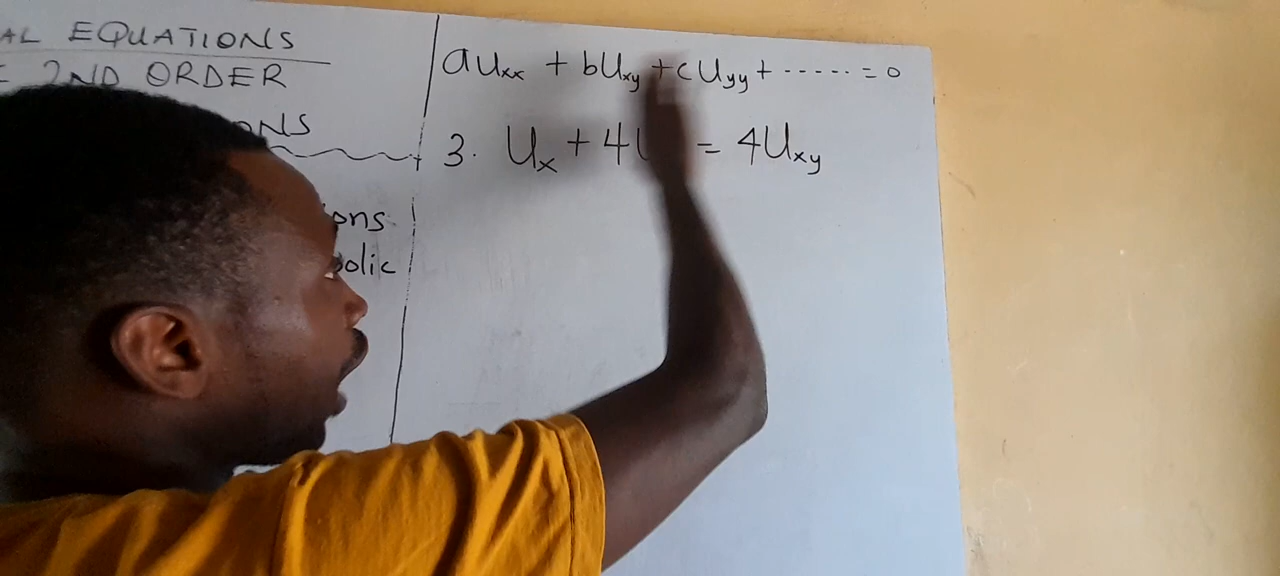 AL EQUATIONS
2ND ORDER
ONS
ons
olic
aUxx + bUxy + cUyy + ...... = 0
3. Ux + 4U = 4Uxy